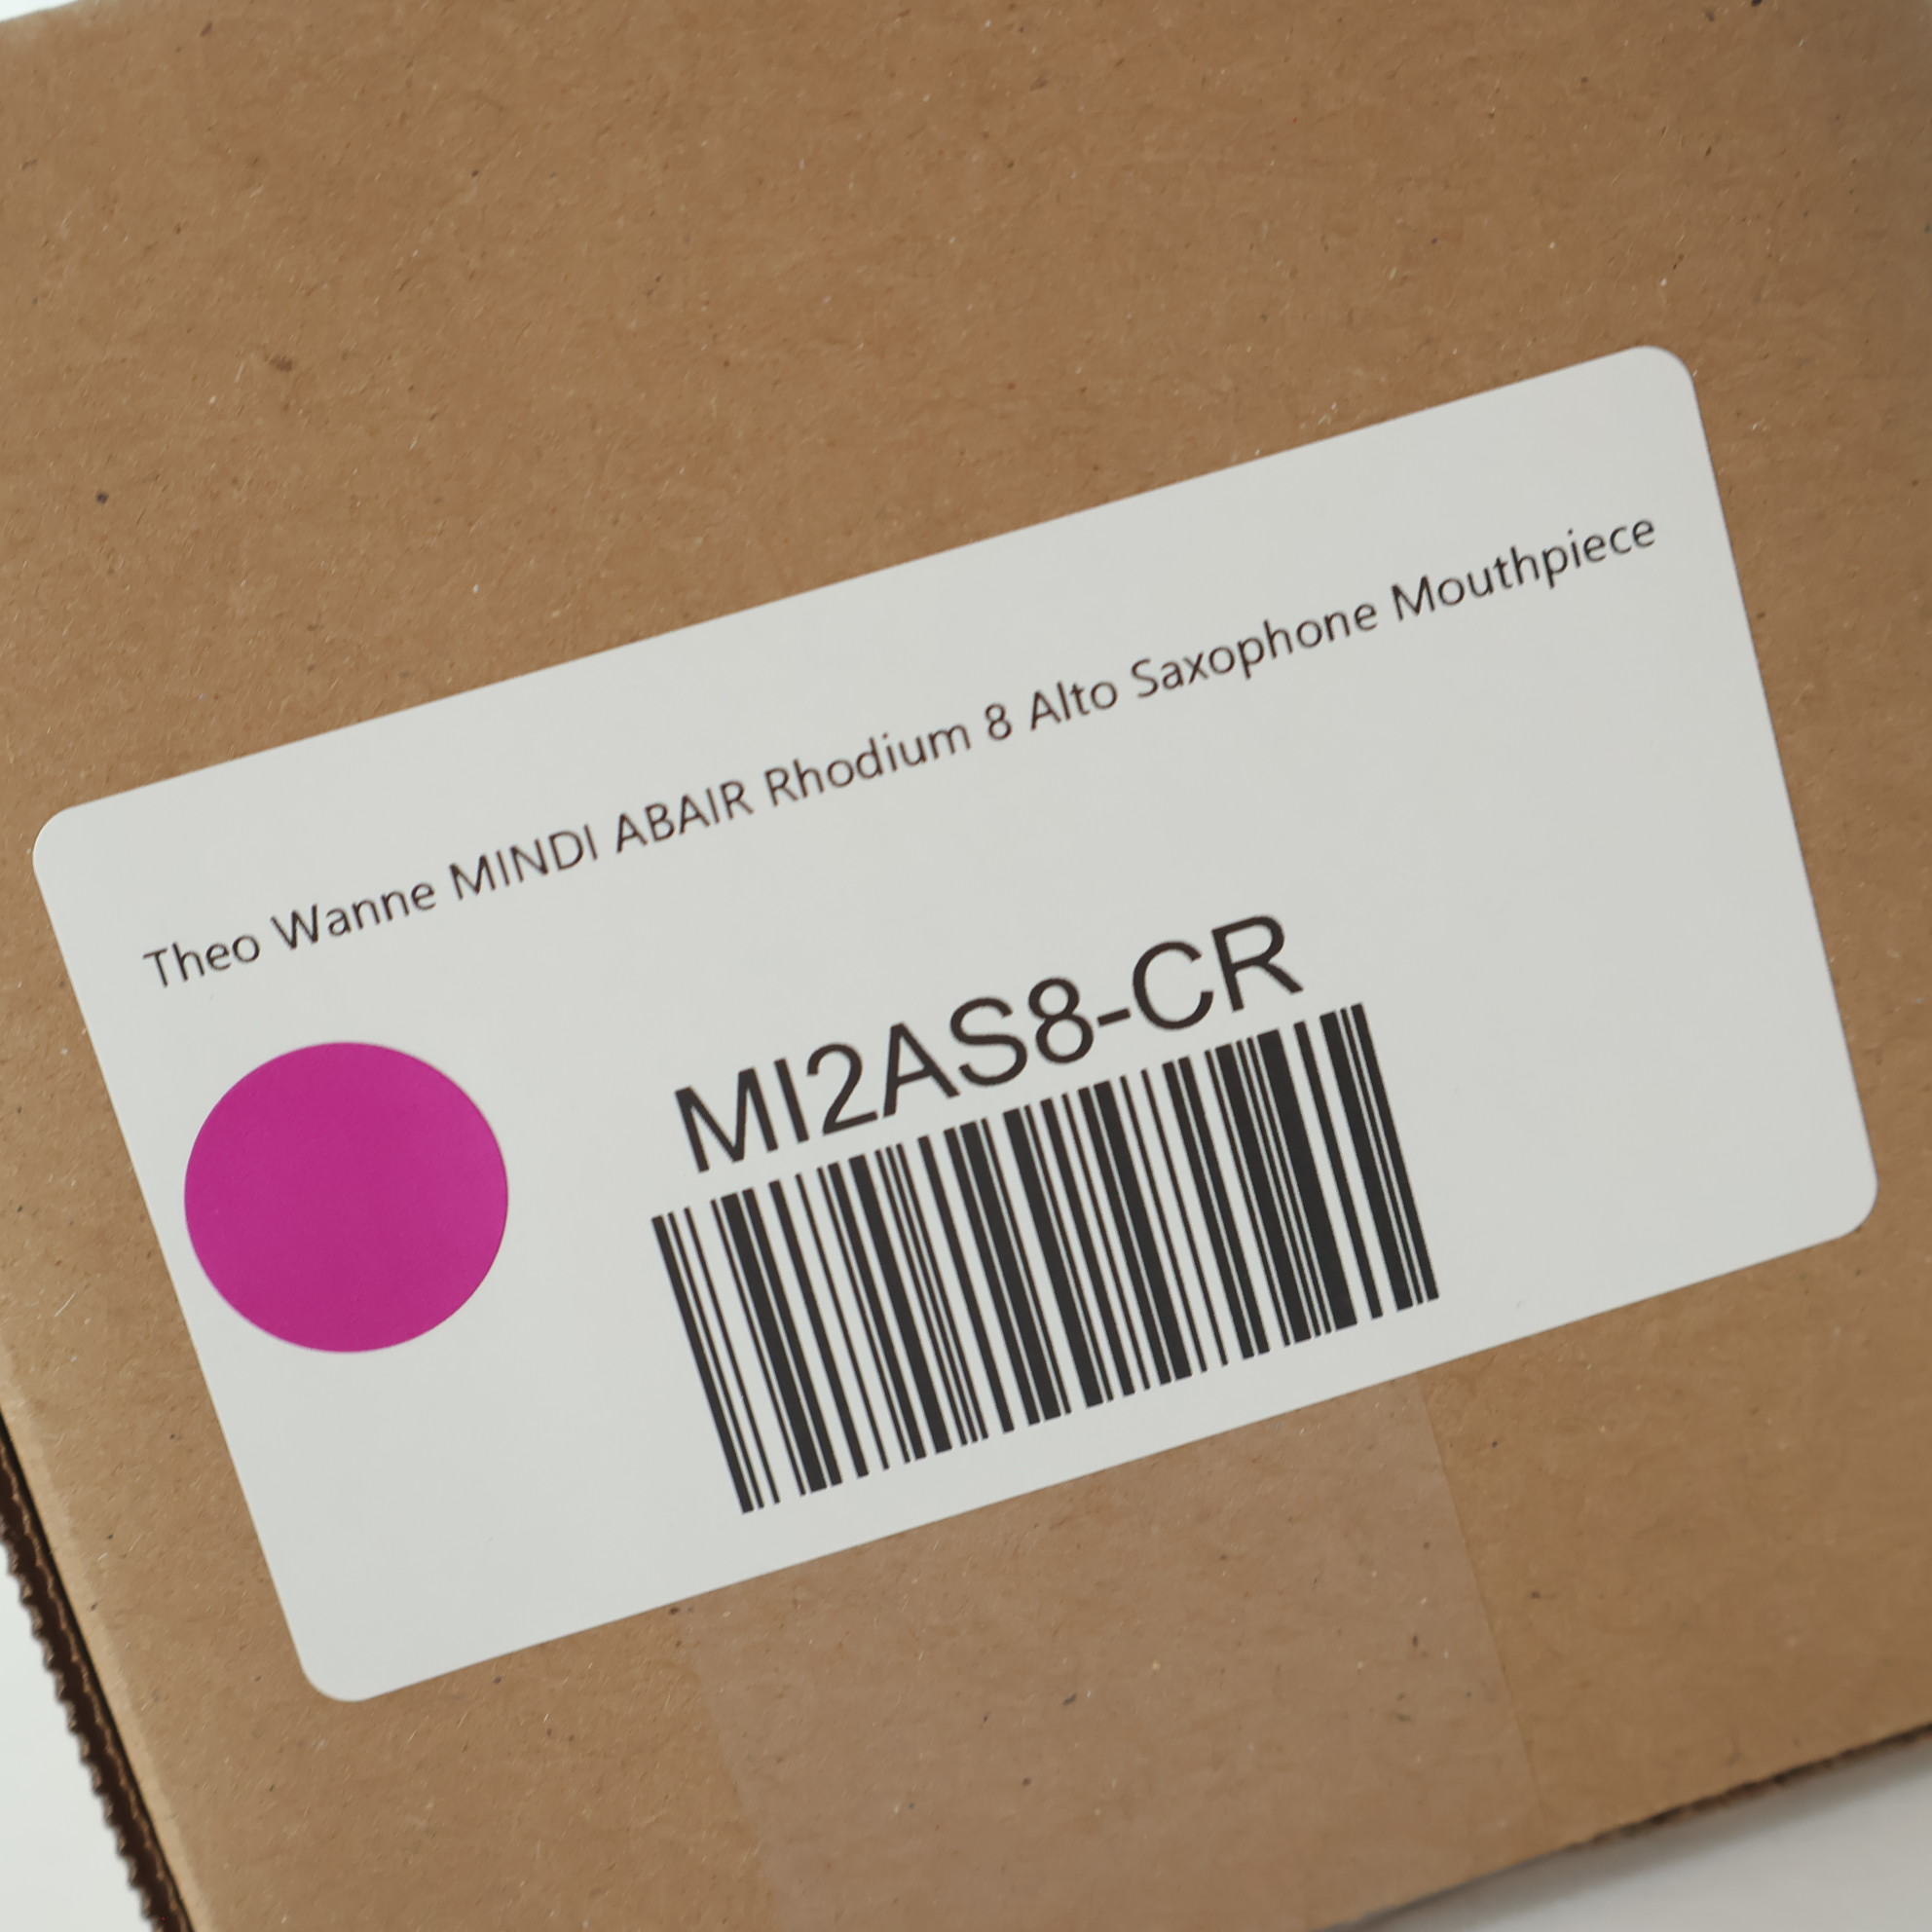 Theo Wanne MINDI ABAIR Rhodium 8 Alto Saxophone Mouthpiece
MI2AS8-CR